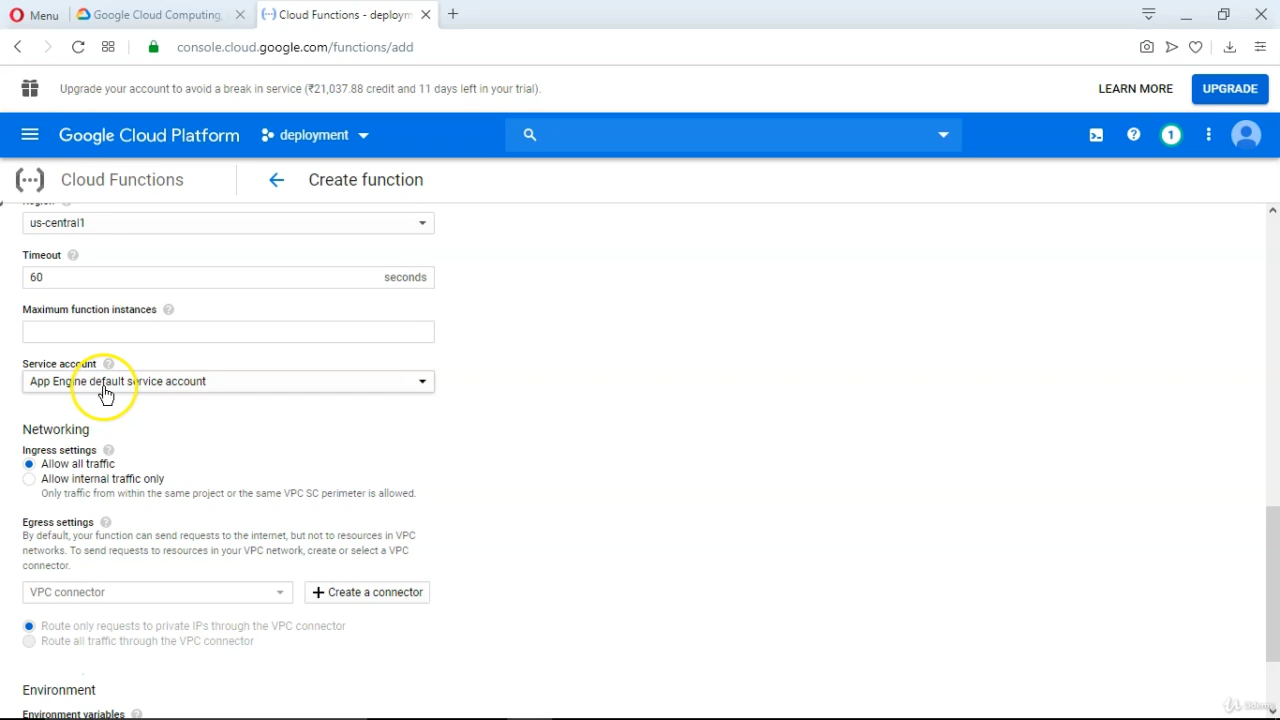 Menu
Google Cloud Computing,
Cloud Functions - deploym
console.cloud.google.com/functions/add
Upgrade your account to avoid a break in service (₹21,037.88 credit and 11 days left in your trial).
LEARN MORE
UPGRADE
Google Cloud Platform
deployment
1
Cloud Functions
Create function
Region
us-central1
Timeout
60
seconds
Maximum function instances
Service account
App Engine default service account
Networking
Ingress settings
Allow all traffic
Allow internal traffic only
Only traffic from within the same project or the same VPC SC perimeter is allowed.
Egress settings
By default, your function can send requests to the internet, but not to resources in VPC
networks. To send requests to resources in your VPC network, create or select a VPC
connector.
VPC connector
Create a connector
Route only requests to private IPs through the VPC connector
Route all traffic through the VPC connector
Environment
Environment variables
Udemy